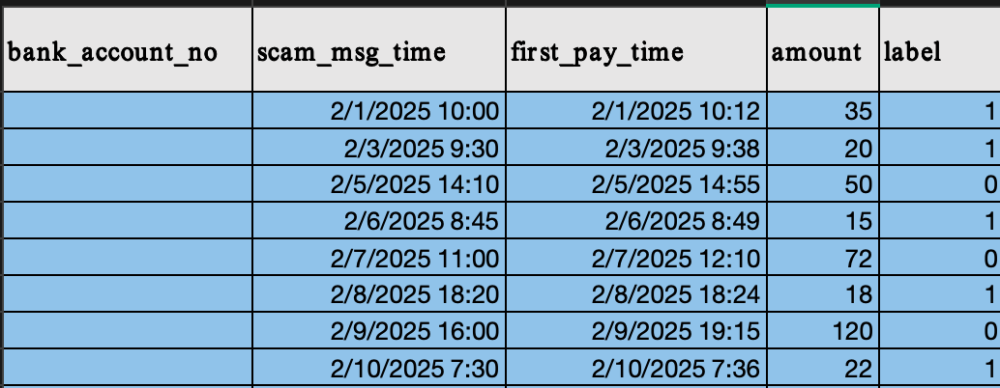 bank_account_no scam_msg_time first_pay_time amount label
2/1/2025 10:00 2/1/2025 10:12 35 1
2/3/2025 9:30 2/3/2025 9:38 20 1
2/5/2025 14:10 2/5/2025 14:55 50 0
2/6/2025 8:45 2/6/2025 8:49 15 1
2/7/2025 11:00 2/7/2025 12:10 72 0
2/8/2025 18:20 2/8/2025 18:24 18 1
2/9/2025 16:00 2/9/2025 19:15 120 0
2/10/2025 7:30 2/10/2025 7:36 22 1